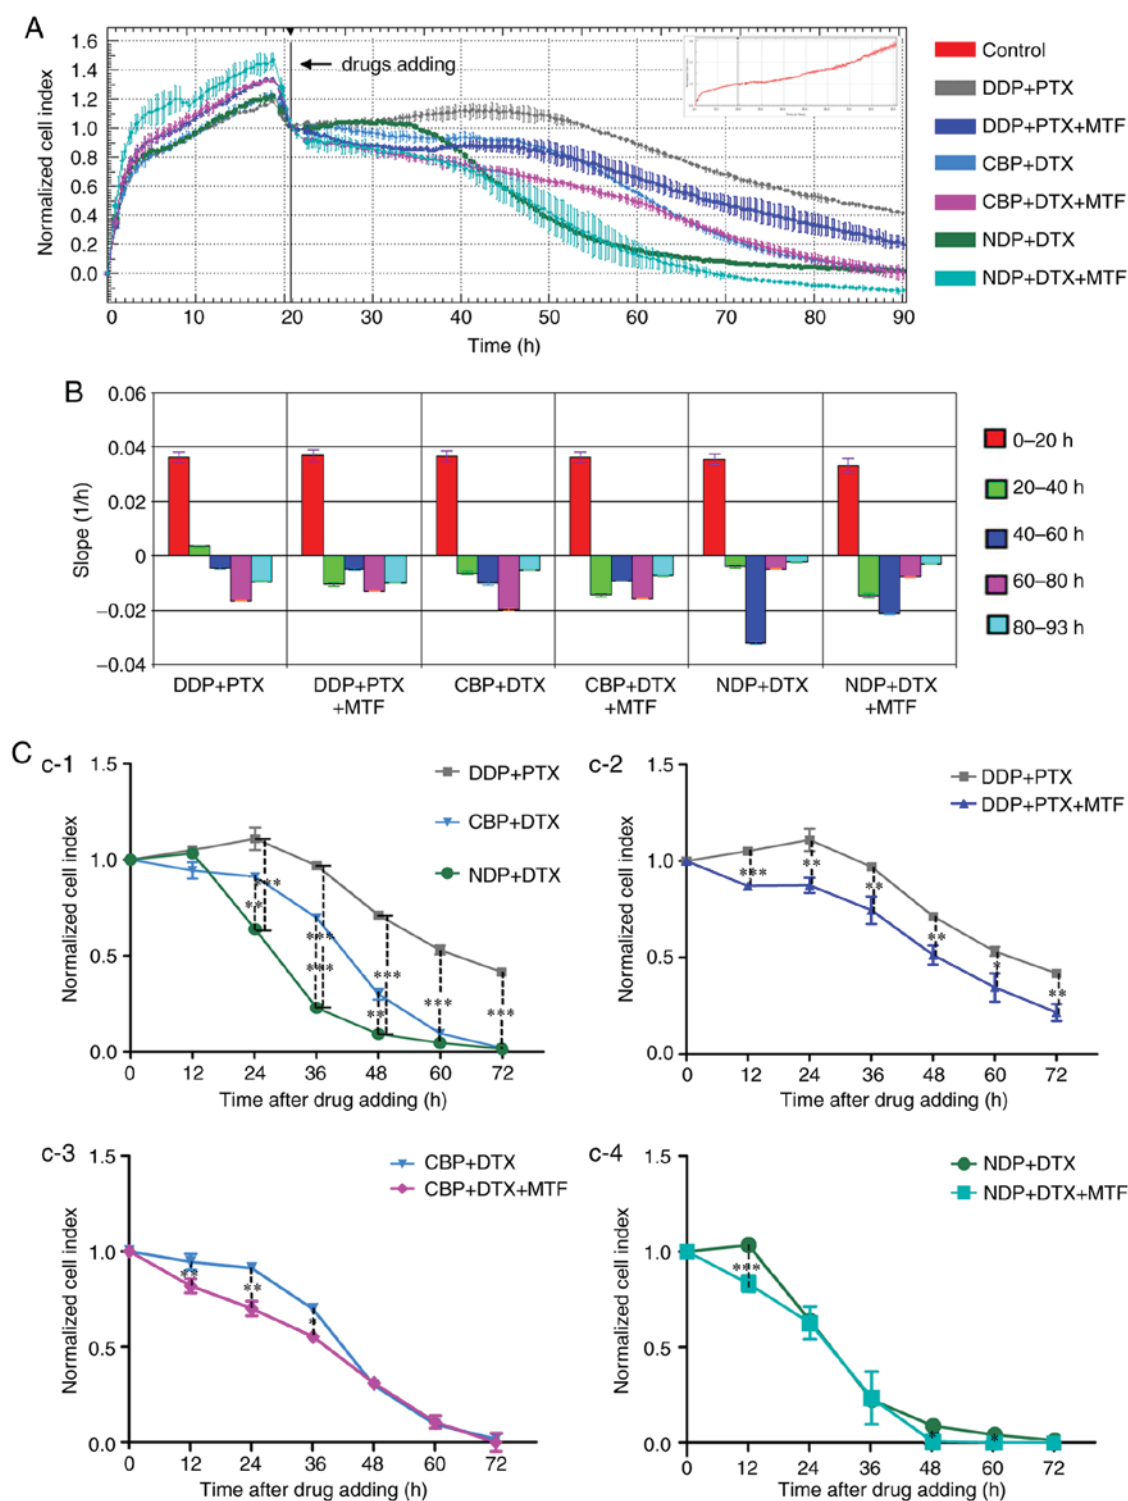 A
Normalized cell index
1.6
1.4
1.2
1.0
0.8
0.6
0.4
0.2
0.0
drugs adding
0 10 20 30 40 50 60 70 80 90
Time (h)
Control
DDP+PTX
DDP+PTX+MTF
CBP+DTX
CBP+DTX+MTF
NDP+DTX
NDP+DTX+MTF
B
Slope (1/h)
0.06
0.04
0.02
0
−0.02
−0.04
DDP+PTX
DDP+PTX
+MTF
CBP+DTX
CBP+DTX
+MTF
NDP+DTX
NDP+DTX
+MTF
0–20 h
20–40 h
40–60 h
60–80 h
80–93 h
C
c-1
Normalized cell index
1.5
1.0
0.5
0.0
DDP+PTX
CBP+DTX
NDP+DTX
***
**
***
***
***
**
***
***
0 12 24 36 48 60 72
Time after drug adding (h)
c-2
Normalized cell index
1.5
1.0
0.5
0.0
DDP+PTX
DDP+PTX+MTF
***
**
**
**
*
**
0 12 24 36 48 60 72
Time after drug adding (h)
c-3
Normalized cell index
1.5
1.0
0.5
0.0
CBP+DTX
CBP+DTX+MTF
**
**
*
0 12 24 36 48 60 72
Time after drug adding (h)
c-4
Normalized cell index
1.5
1.0
0.5
0.0
NDP+DTX
NDP+DTX+MTF
***
*
*
0 12 24 36 48 60 72
Time after drug adding (h)